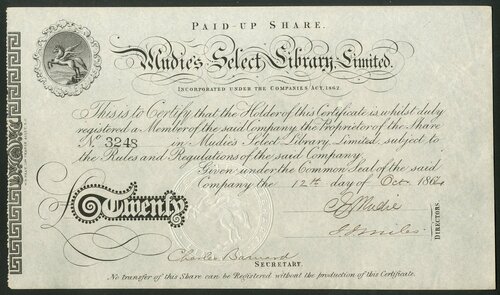 PAID-UP SHARE.
Mudie's Select Library, Limited.
INCORPORATED UNDER THE COMPANIES ACT, 1862.
This is to Certify that the Holder of this Certificate is whilst duly
registered a Member of the said Company the Proprietor of the Share
No. 3248 in Mudie's Select Library, Limited, subject to
the Rules and Regulations of the said Company.
Given under the Common Seal of the said
Company the 12th day of Oct. 1864
Twenty
C E Mudie
J J Miles
DIRECTORS
Charles Barnard
SECRETARY.
No transfer of this Share can be Registered without the production of this Certificate.